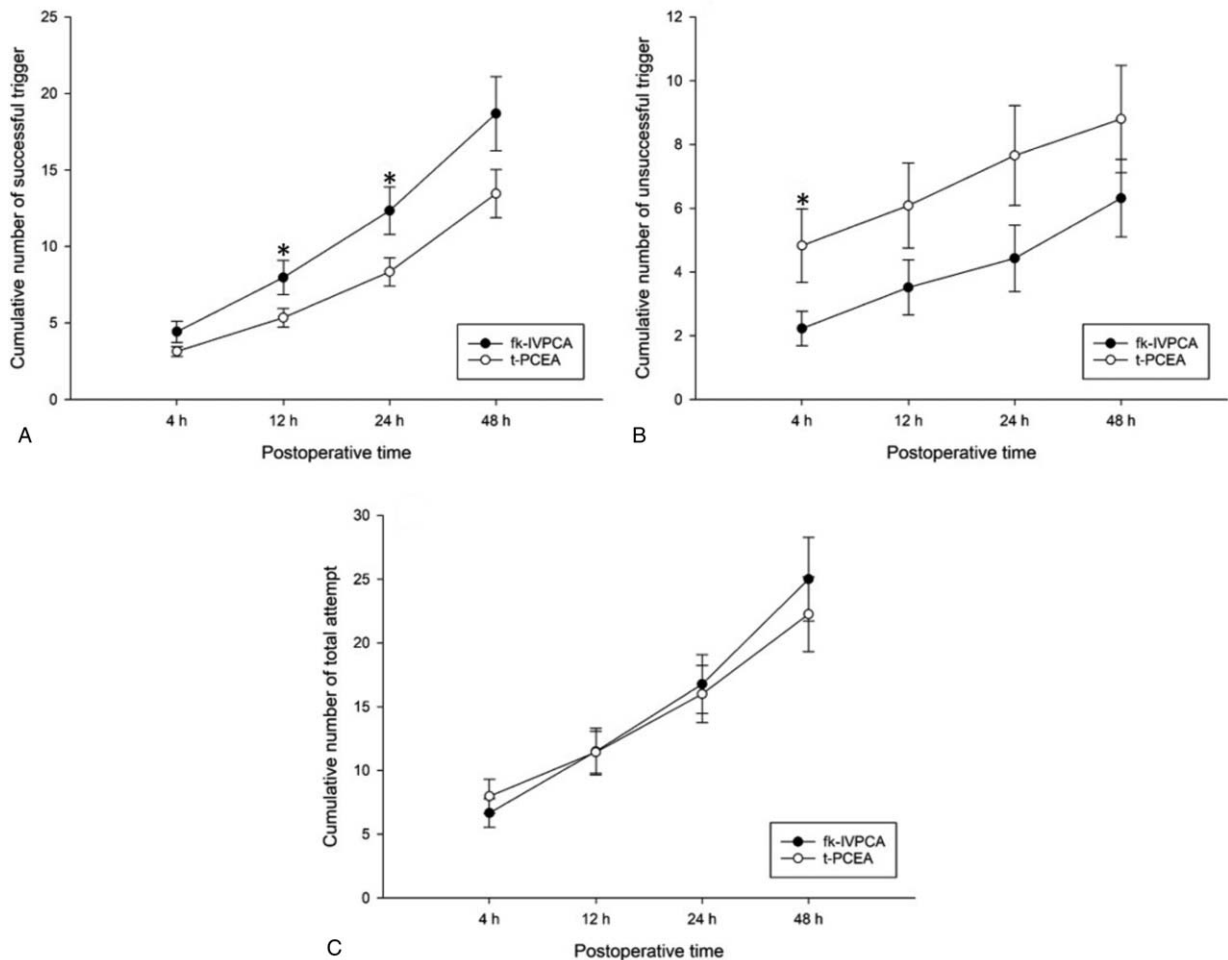 Cumulative number of successful trigger
25
20
15
10
5
0
*
*
fk-IVPCA
t-PCEA
4 h 12 h 24 h 48 h
Postoperative time
A
Cumulative number of unsuccessful trigger
12
10
8
6
4
2
0
*
fk-IVPCA
t-PCEA
4 h 12 h 24 h 48 h
Postoperative time
B
Cumulative number of total attempt
30
25
20
15
10
5
0
fk-IVPCA
t-PCEA
4 h 12 h 24 h 48 h
Postoperative time
C